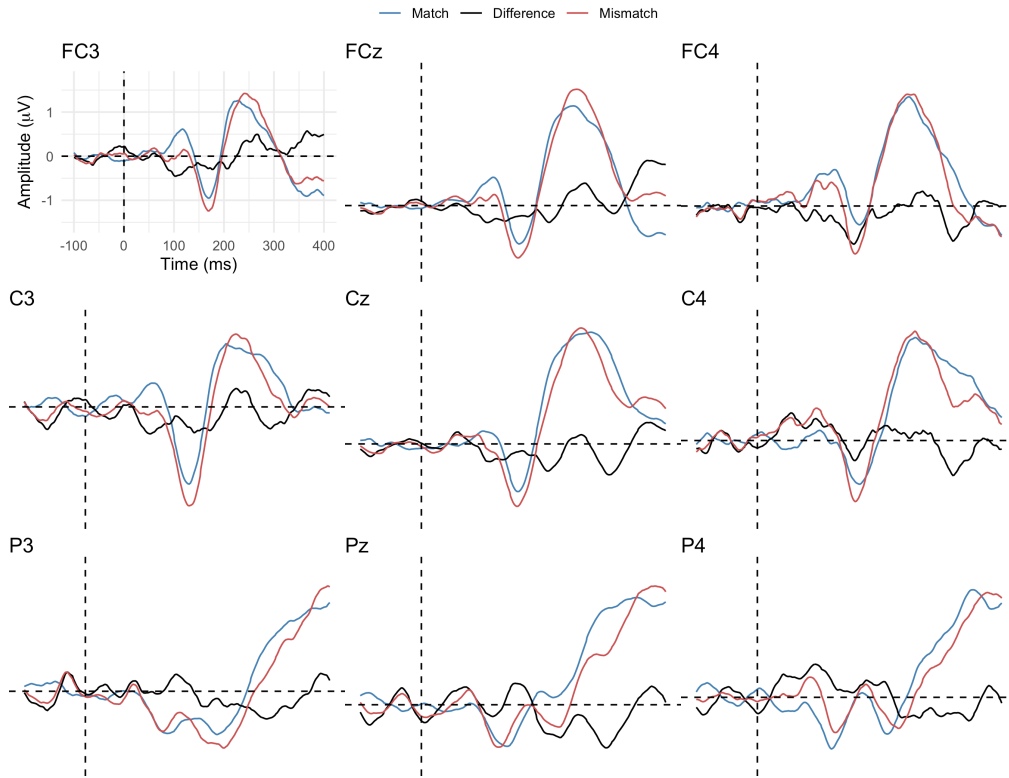 Match Difference Mismatch
FC3
FCz
FC4
Amplitude (μV)
1
0
-1
-100 0 100 200 300 400
Time (ms)
C3
Cz
C4
P3
Pz
P4